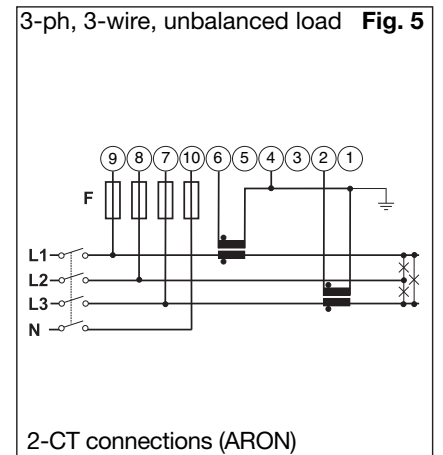 3-ph, 3-wire, unbalanced load Fig. 5
9 8 7 10 6 5 4 3 2 1
F
L1
L2
L3
N
2-CT connections (ARON)